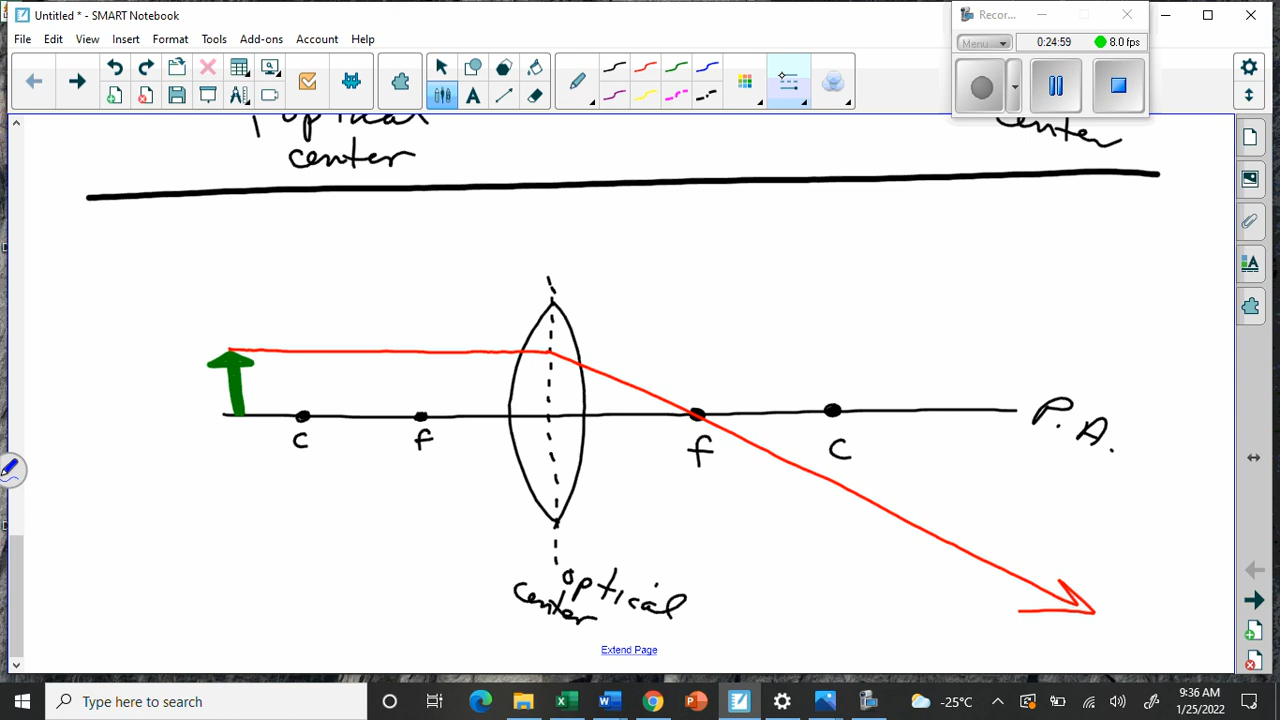 Untitled * - SMART Notebook
Recor...
File Edit View Insert Format Tools Add-ons Account Help
Menu
0:24:59
8.0 fps
optical
center
center
c
f
f
c
P. A.
optical
center
Extend Page
Type here to search
-25°C
9:36 AM
1/25/2022